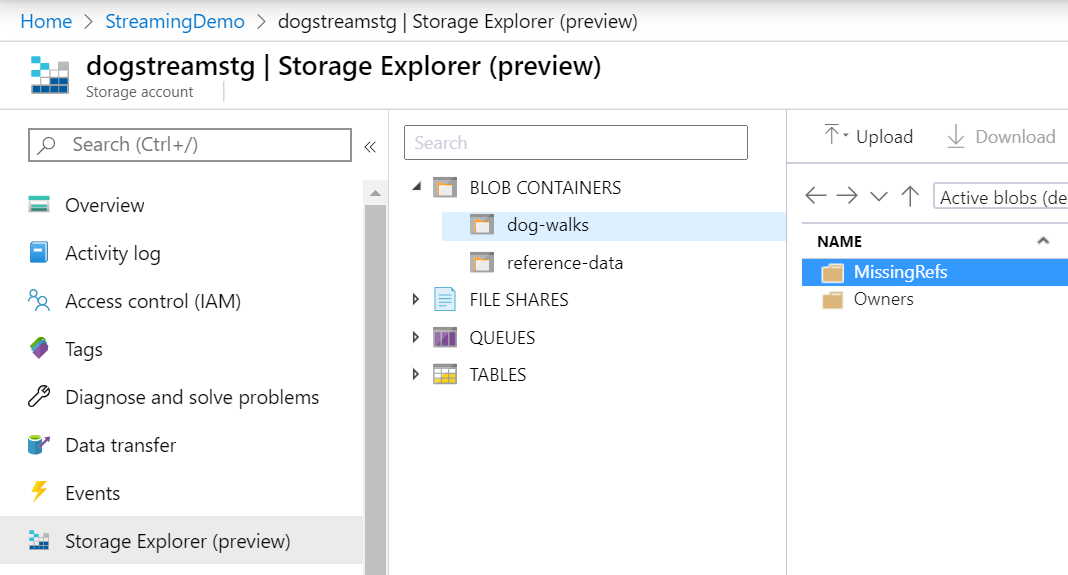 Home > StreamingDemo > dogstreamstg | Storage Explorer (preview)
dogstreamstg | Storage Explorer (preview)
Storage account
Search (Ctrl+/)
«
Overview
Activity log
Access control (IAM)
Tags
Diagnose and solve problems
Data transfer
Events
Storage Explorer (preview)
Search
BLOB CONTAINERS
dog-walks
reference-data
FILE SHARES
QUEUES
TABLES
Upload Download
Active blobs (de
NAME
MissingRefs
Owners